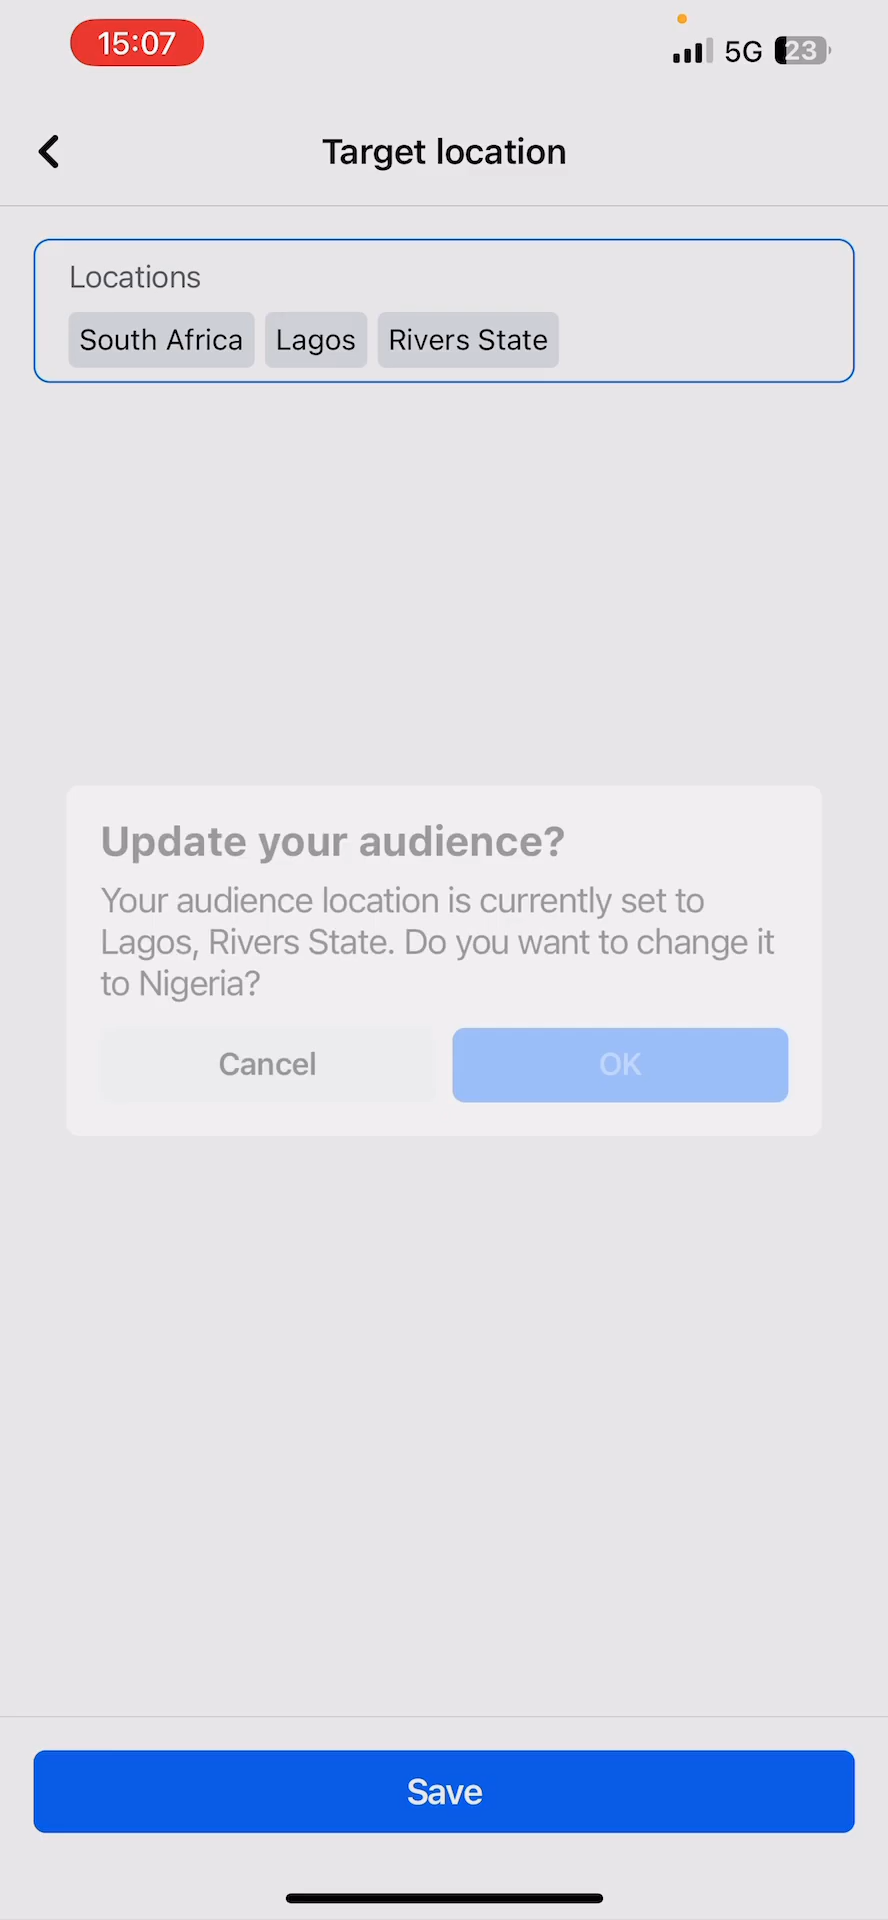 15:07
5G 23
Target location
Locations
South Africa Lagos Rivers State
Update your audience?
Your audience location is currently set to
Lagos, Rivers State. Do you want to change it
to Nigeria?
Cancel OK
Save